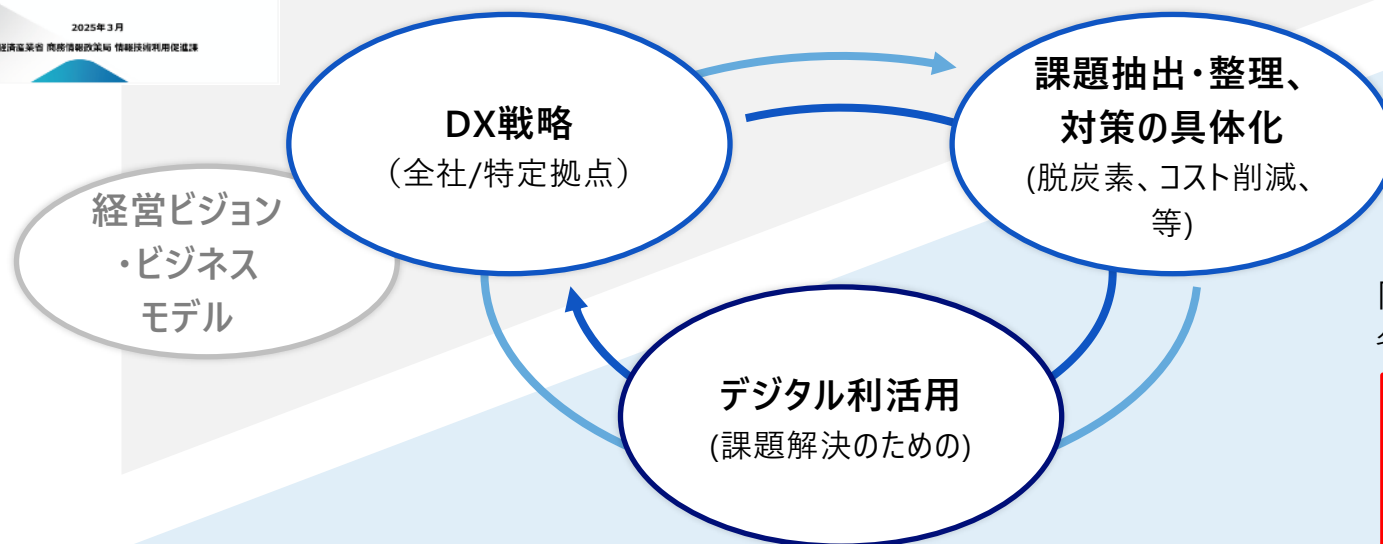 2025年3月
経済産業省 商務情報政策局 情報技術利用促進課
DX戦略
（全社/特定拠点）
課題抽出・整理、
対策の具体化
(脱炭素、コスト削減、
等)
経営ビジョン
・ビジネス
モデル
デジタル利活用
(課題解決のための)